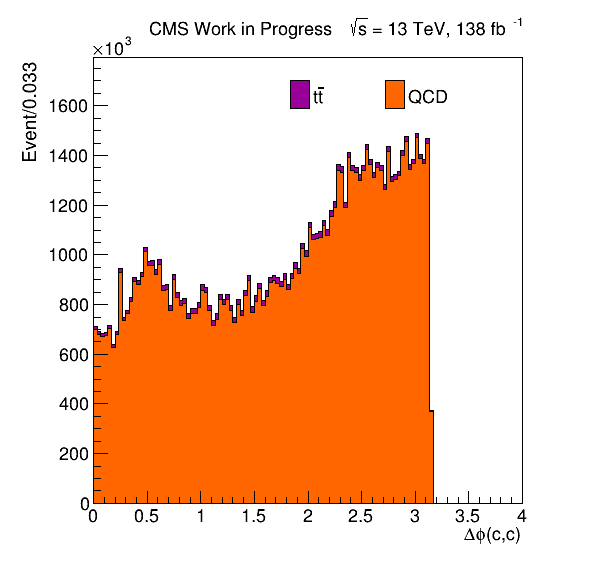 CMS Work in Progress √s = 13 TeV, 138 fb⁻¹
×10³
Event/0.033
tt̄
QCD
1600
1400
1200
1000
800
600
400
200
0
0 0.5 1 1.5 2 2.5 3 3.5 4
Δϕ(c,c)